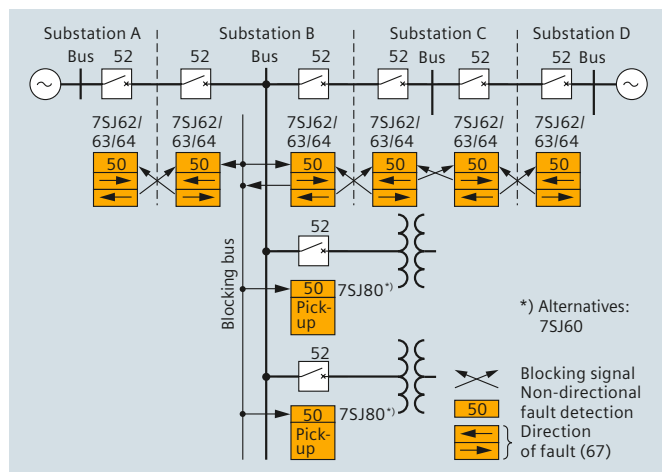 Substation A
Substation B
Substation C
Substation D
Bus
52
52
Bus
52
52
Bus
52
52
Bus
7SJ62/
63/64
7SJ62/
63/64
7SJ62/
63/64
7SJ62/
63/64
7SJ62/
63/64
7SJ62/
63/64
50
50
50
50
50
50
Blocking bus
52
50
Pick-
up
7SJ80*)
*) Alternatives:
7SJ60
52
50
Pick-
up
7SJ80*)
Blocking signal
Non-directional
50
fault detection
Direction
of fault (67)